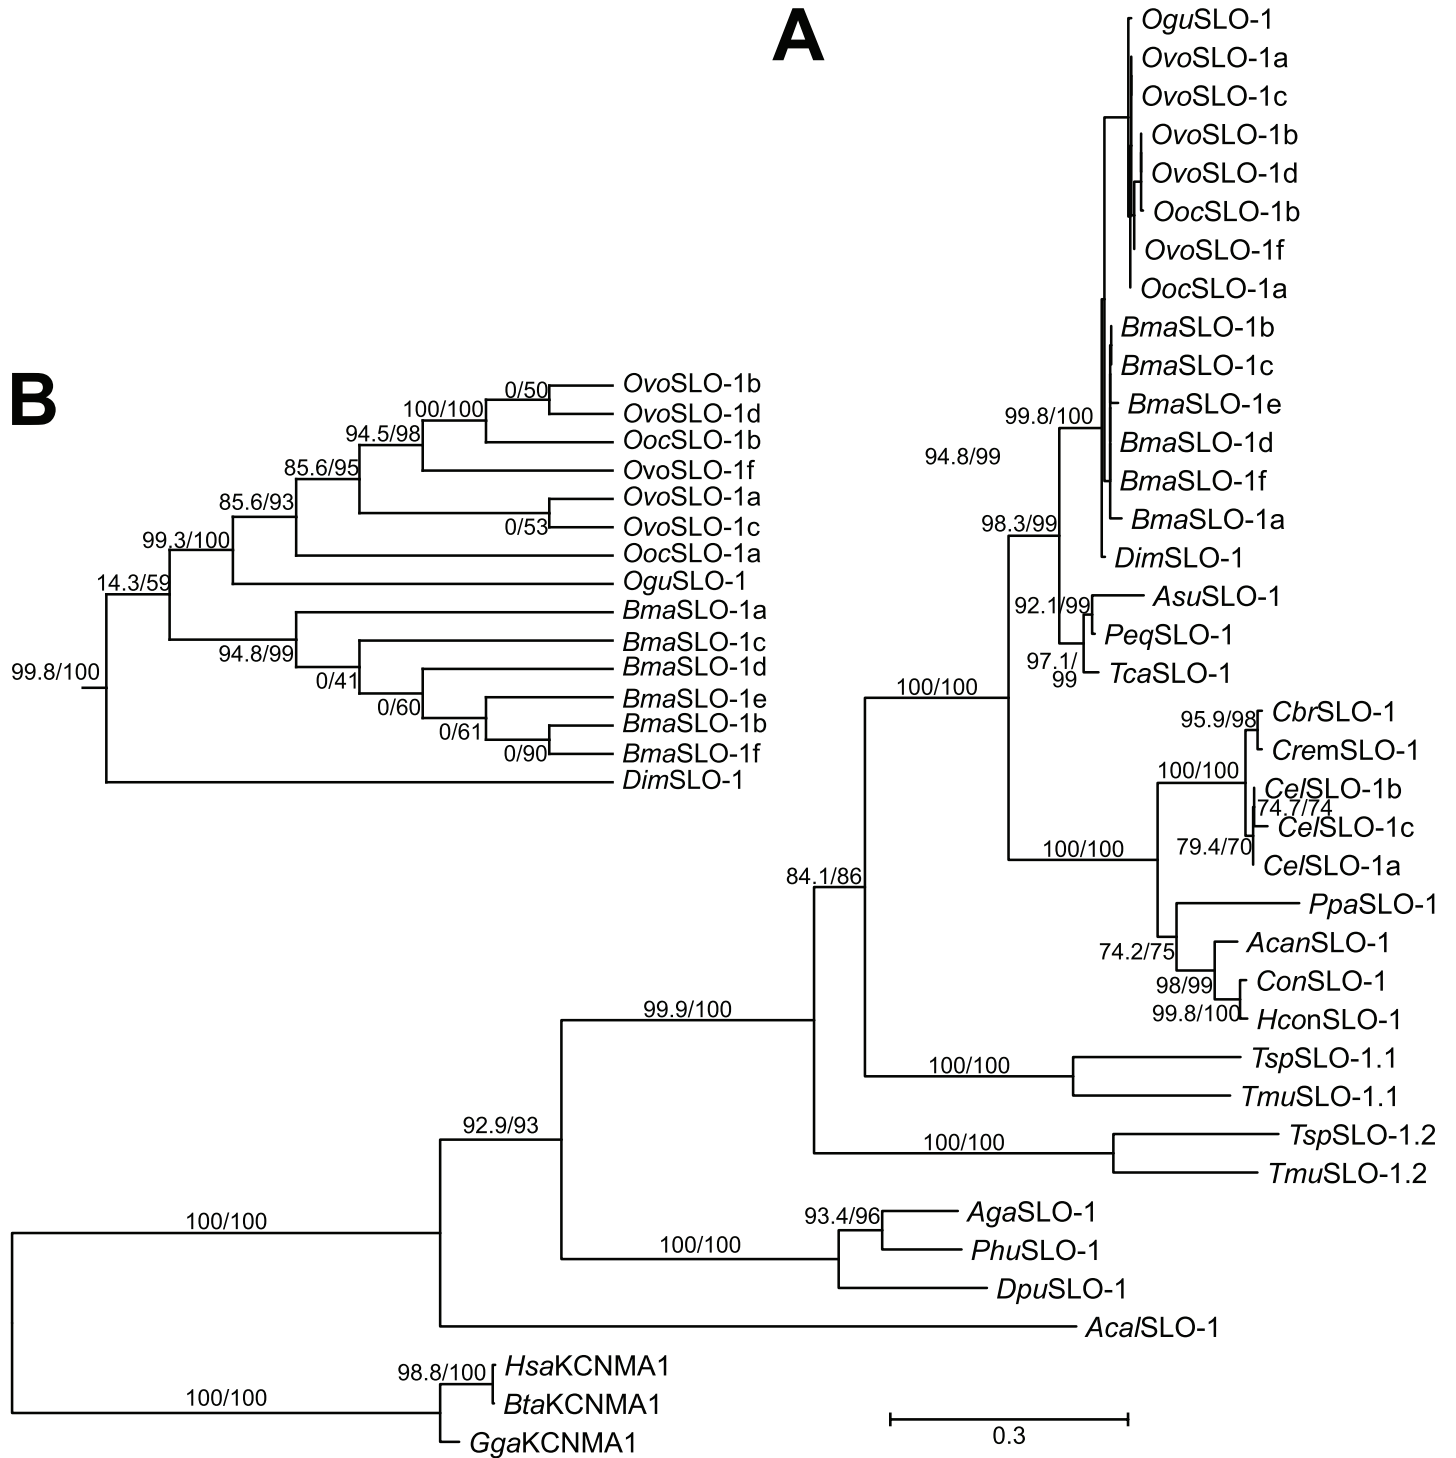 A
OguSLO-1
OvoSLO-1a
OvoSLO-1c
OvoSLO-1b
OvoSLO-1d
OocSLO-1b
OvoSLO-1f
OocSLO-1a
BmaSLO-1b
BmaSLO-1c
BmaSLO-1e
BmaSLO-1d
BmaSLO-1f
BmaSLO-1a
DimSLO-1
AsuSLO-1
PeqSLO-1
TcaSLO-1
CbrSLO-1
CremSLO-1
CelSLO-1b
CelSLO-1c
CelSLO-1a
PpaSLO-1
AcanSLO-1
ConSLO-1
HconSLO-1
TspSLO-1.1
TmuSLO-1.1
TspSLO-1.2
TmuSLO-1.2
AgaSLO-1
PhuSLO-1
DpuSLO-1
AcalSLO-1
HsaKCNMA1
BtaKCNMA1
GgaKCNMA1
99.8/100
94.8/99
98.3/99
92.1/99
97.1/
99
100/100
95.9/98
100/100
74.7/74
79.4/70
100/100
84.1/86
74.2/75
98/99
99.8/100
99.9/100
100/100
92.9/93
100/100
93.4/96
100/100
100/100
98.8/100
100/100
0.3
B
OvoSLO-1b
OvoSLO-1d
OocSLO-1b
OvoSLO-1f
OvoSLO-1a
OvoSLO-1c
OocSLO-1a
OguSLO-1
BmaSLO-1a
BmaSLO-1c
BmaSLO-1d
BmaSLO-1e
BmaSLO-1b
BmaSLO-1f
DimSLO-1
0/50
100/100
94.5/98
85.6/95
85.6/93
0/53
99.3/100
14.3/59
94.8/99
99.8/100
0/41
0/60
0/61
0/90